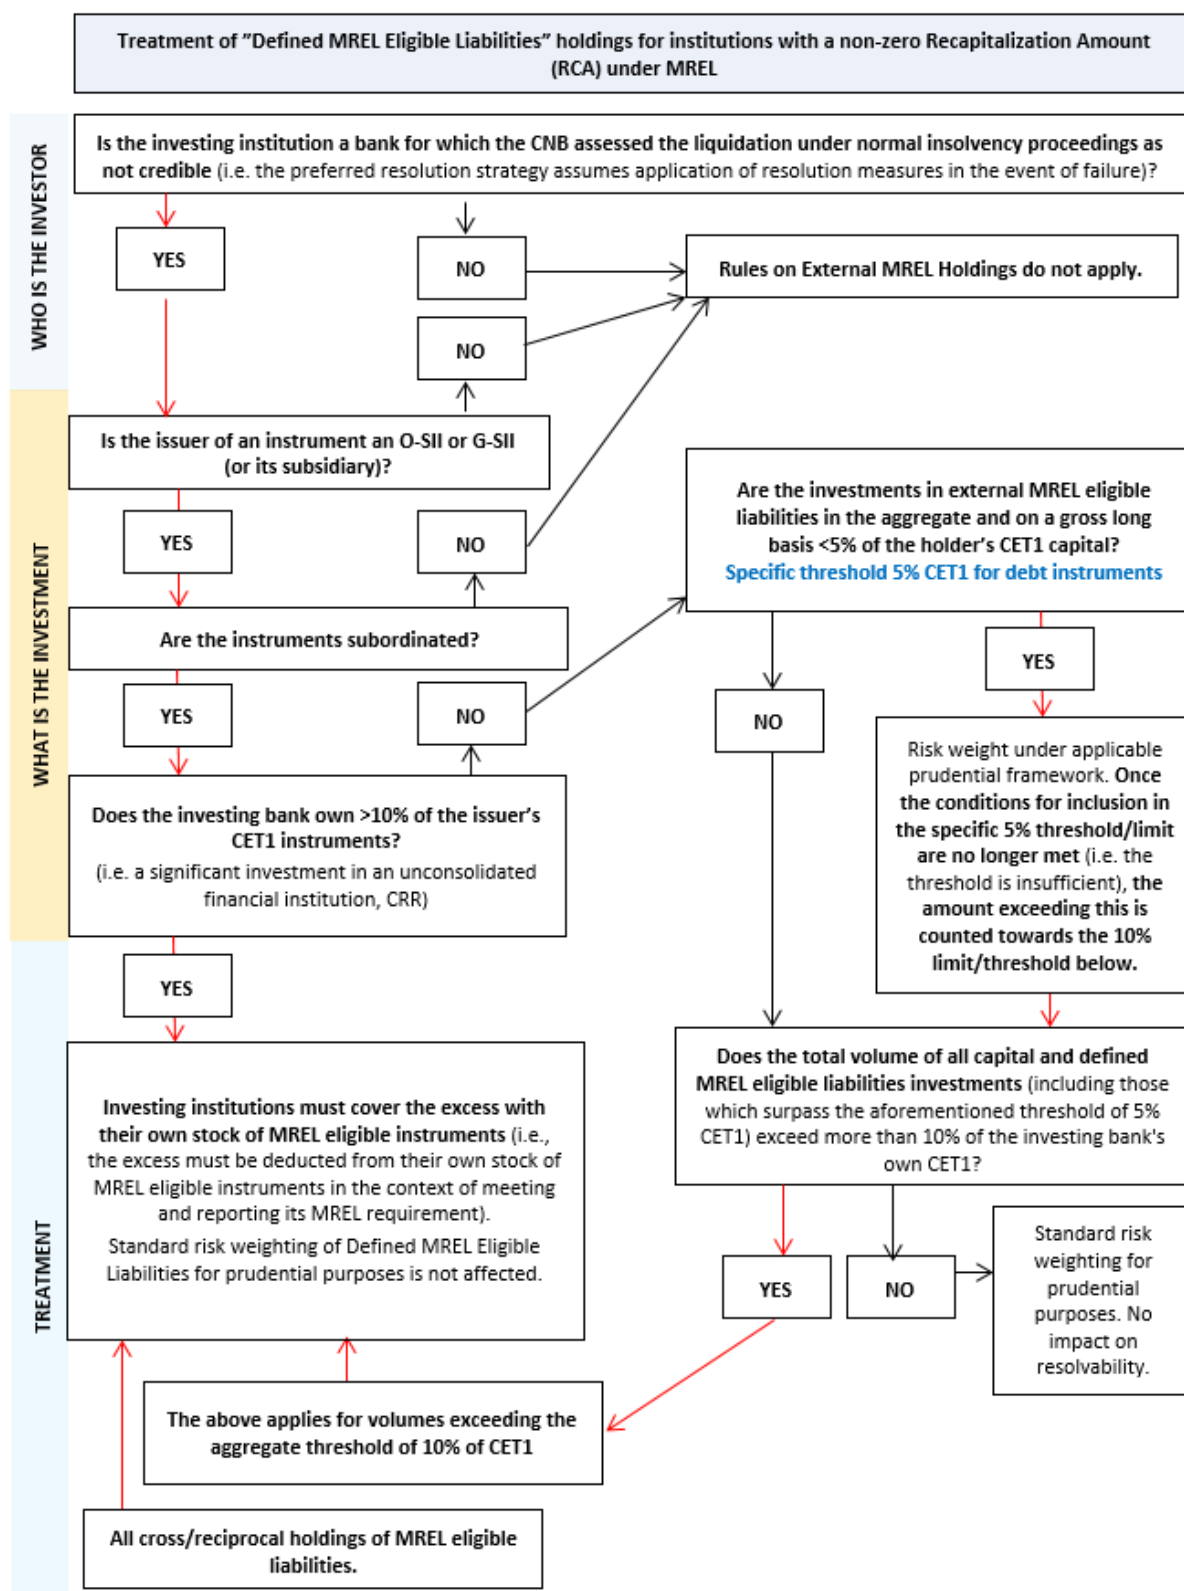 Treatment of ”Defined MREL Eligible Liabilities” holdings for institutions with a non-zero Recapitalization Amount
(RCA) under MREL
WHO IS THE INVESTOR
Is the investing institution a bank for which the CNB assessed the liquidation under normal insolvency proceedings as
not credible (i.e. the preferred resolution strategy assumes application of resolution measures in the event of failure)?
YES
NO
Rules on External MREL Holdings do not apply.
NO
WHAT IS THE INVESTMENT
Is the issuer of an instrument an O-SII or G-SII
(or its subsidiary)?
YES
NO
Are the instruments subordinated?
YES
NO
Does the investing bank own >10% of the issuer’s
CET1 instruments?
(i.e. a significant investment in an unconsolidated
financial institution, CRR)
YES
Are the investments in external MREL eligible
liabilities in the aggregate and on a gross long
basis <5% of the holder’s CET1 capital?
Specific threshold 5% CET1 for debt instruments
NO
YES
Risk weight under applicable
prudential framework. Once
the conditions for inclusion in
the specific 5% threshold/limit
are no longer met (i.e. the
threshold is insufficient), the
amount exceeding this is
counted towards the 10%
limit/threshold below.
TREATMENT
Investing institutions must cover the excess with
their own stock of MREL eligible instruments (i.e.,
the excess must be deducted from their own stock of
MREL eligible instruments in the context of meeting
and reporting its MREL requirement).
Standard risk weighting of Defined MREL Eligible
Liabilities for prudential purposes is not affected.
Does the total volume of all capital and defined
MREL eligible liabilities investments (including those
which surpass the aforementioned threshold of 5%
CET1) exceed more than 10% of the investing bank's
own CET1?
YES
NO
Standard risk
weighting for
prudential
purposes. No
impact on
resolvability.
The above applies for volumes exceeding the
aggregate threshold of 10% of CET1
All cross/reciprocal holdings of MREL eligible
liabilities.